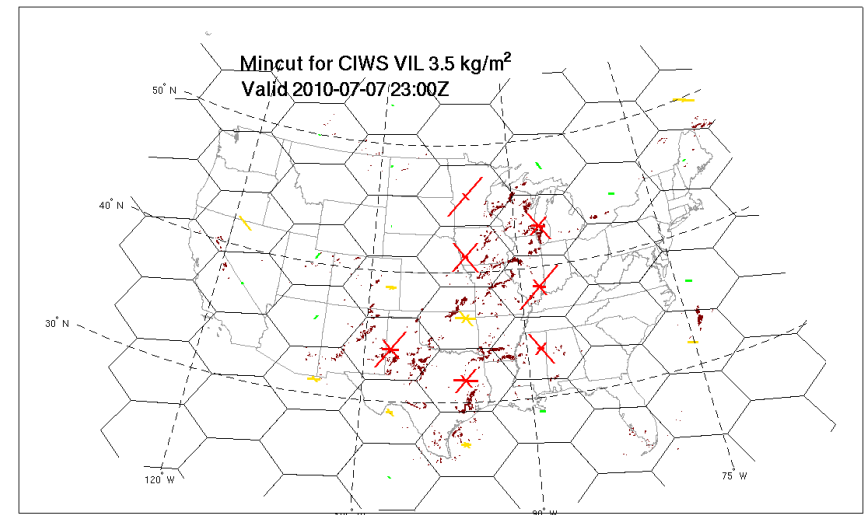 Mincut for CIWS VIL 3.5 kg/m²
Valid 2010-07-07 23:00Z
50° N
40° N
30° N
120° W
90° W
75° W